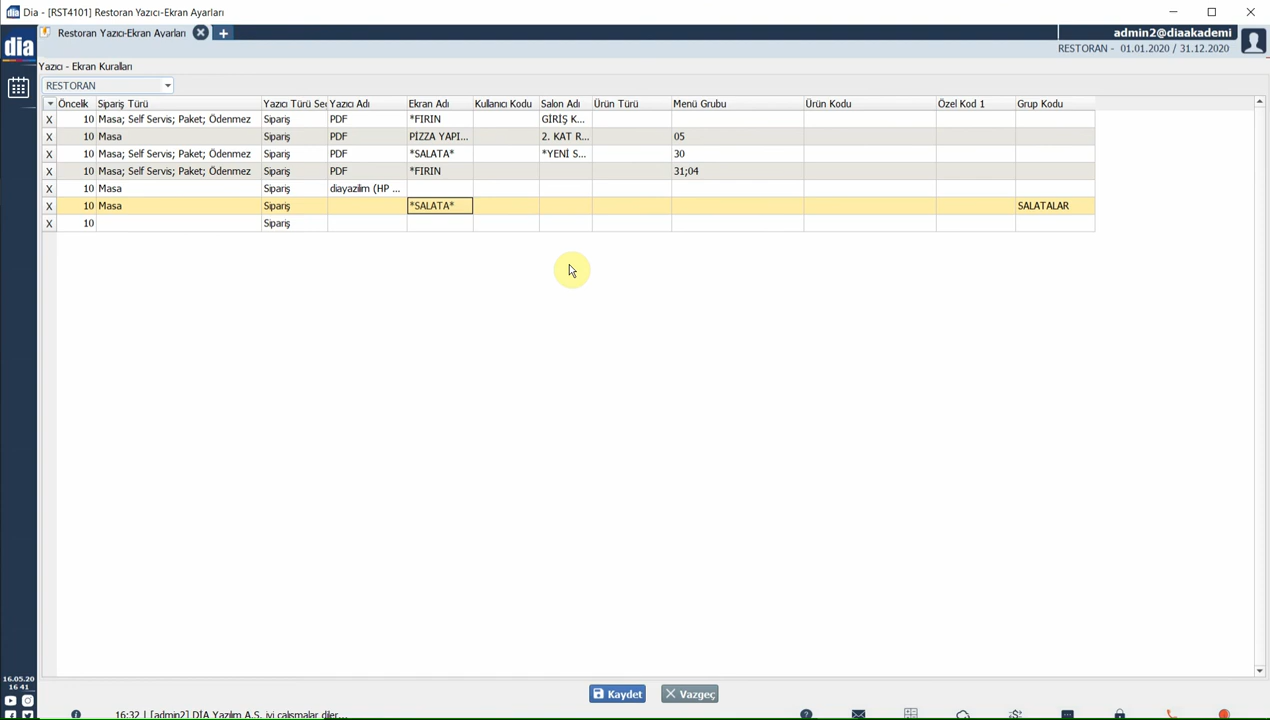 Dia - [RST4101] Restoran Yazıcı-Ekran Ayarları
dia
Restoran Yazıcı-Ekran Ayarları
admin2@diaakademi
RESTORAN - 01.01.2020 / 31.12.2020
Yazıcı - Ekran Kuralları
RESTORAN
Öncelik Sipariş Türü Yazıcı Türü Seç Yazıcı Adı Ekran Adı Kullanıcı Kodu Salon Adı Ürün Türü Menü Grubu Ürün Kodu Özel Kod 1 Grup Kodu
X 10 Masa; Self Servis; Paket; Ödenmez Sipariş PDF *FIRIN GİRİŞ K...
X 10 Masa Sipariş PDF PİZZA YAPI... 2. KAT R... 05
X 10 Masa; Self Servis; Paket; Ödenmez Sipariş PDF *SALATA* *YENİ S... 30
X 10 Masa; Self Servis; Paket; Ödenmez Sipariş PDF *FIRIN 31;04
X 10 Masa Sipariş diayazilim (HP ...
X 10 Masa Sipariş *SALATA* SALATALAR
X 10 Sipariş
16.05.20
16 41
Kaydet
Vazgeç
16:32 | [admin2] DİA Yazılım A.Ş. iyi çalışmalar diler...